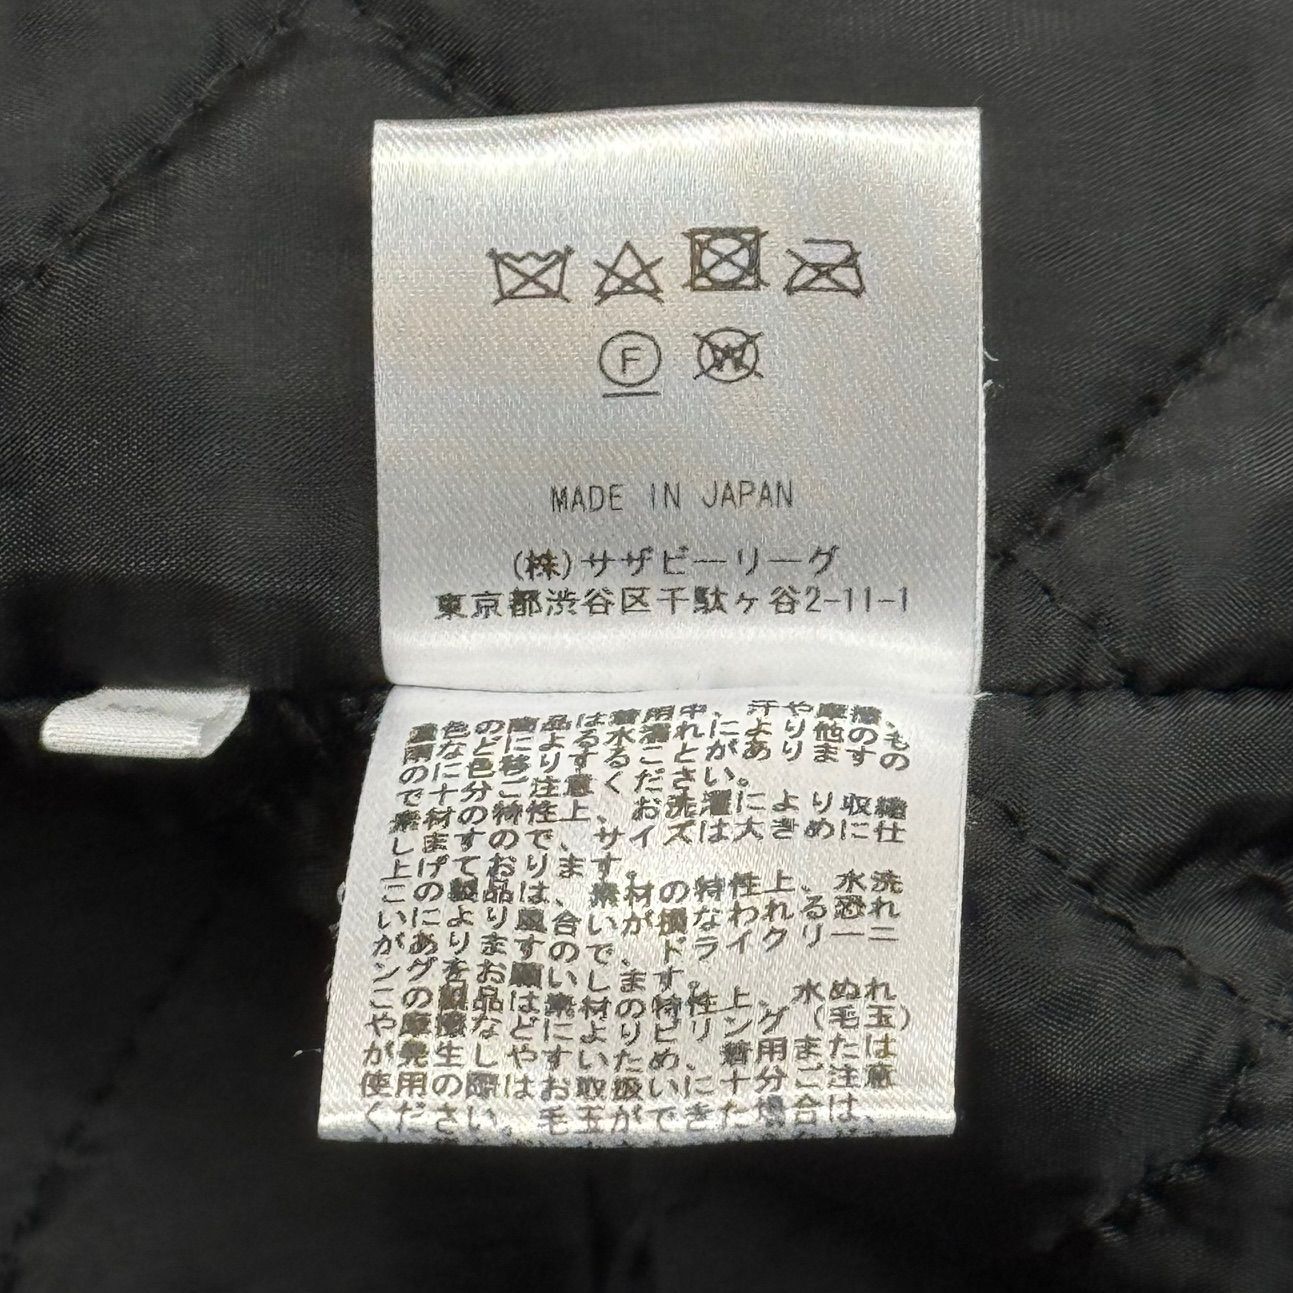 F
W
MADE IN JAPAN
(株)サザビーリーグ
東京都渋谷区千駄ヶ谷2-11-1
濃色の商品は着用中、汗や摩擦、
雨などによる水濡れにより他のも
のに色移りすることがあります の
で十分ご注意ください。
素材の特性上、お洗濯により収縮
しますので、サイズは大きめに仕
上げております。
この製品は、素材の特性上、水洗
いにより風合いが損なわれる恐れ
がありますので、ドライクリーニ
ングをお願いします。
この製品は素材の特性上、水ぬれ
や摩擦などによりピリング(毛玉)
が発生しやすいため、着用または
使用の際はお取扱いに十分ご注意
ください。毛玉ができた場合は、